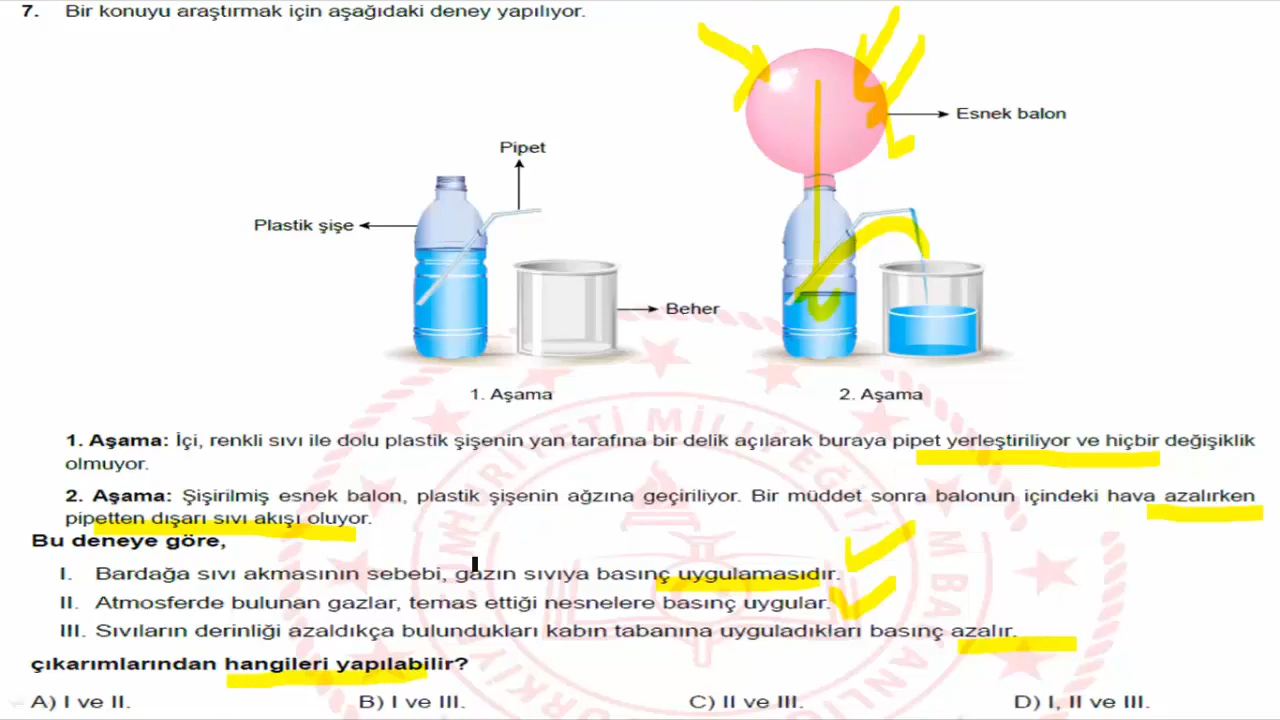 7. Bir konuyu araştırmak için aşağıdaki deney yapılıyor.
Esnek balon
Pipet
Plastik şişe
Beher
1. Aşama
2. Aşama
1. Aşama: İçi, renkli sıvı ile dolu plastik şişenin yan tarafına bir delik açılarak buraya pipet yerleştiriliyor ve hiçbir değişiklik
olmuyor.
2. Aşama: Şişirilmiş esnek balon, plastik şişenin ağzına geçiriliyor. Bir müddet sonra balonun içindeki hava azalırken
pipetten dışarı sıvı akışı oluyor.
Bu deneye göre,
I. Bardağa sıvı akmasının sebebi, gazın sıvıya basınç uygulamasıdır.
II. Atmosferde bulunan gazlar, temas ettiği nesnelere basınç uygular.
III. Sıvıların derinliği azaldıkça bulundukları kabın tabanına uyguladıkları basınç azalır.
çıkarımlarından hangileri yapılabilir?
A) I ve II.
B) I ve III.
C) II ve III.
D) I, II ve III.